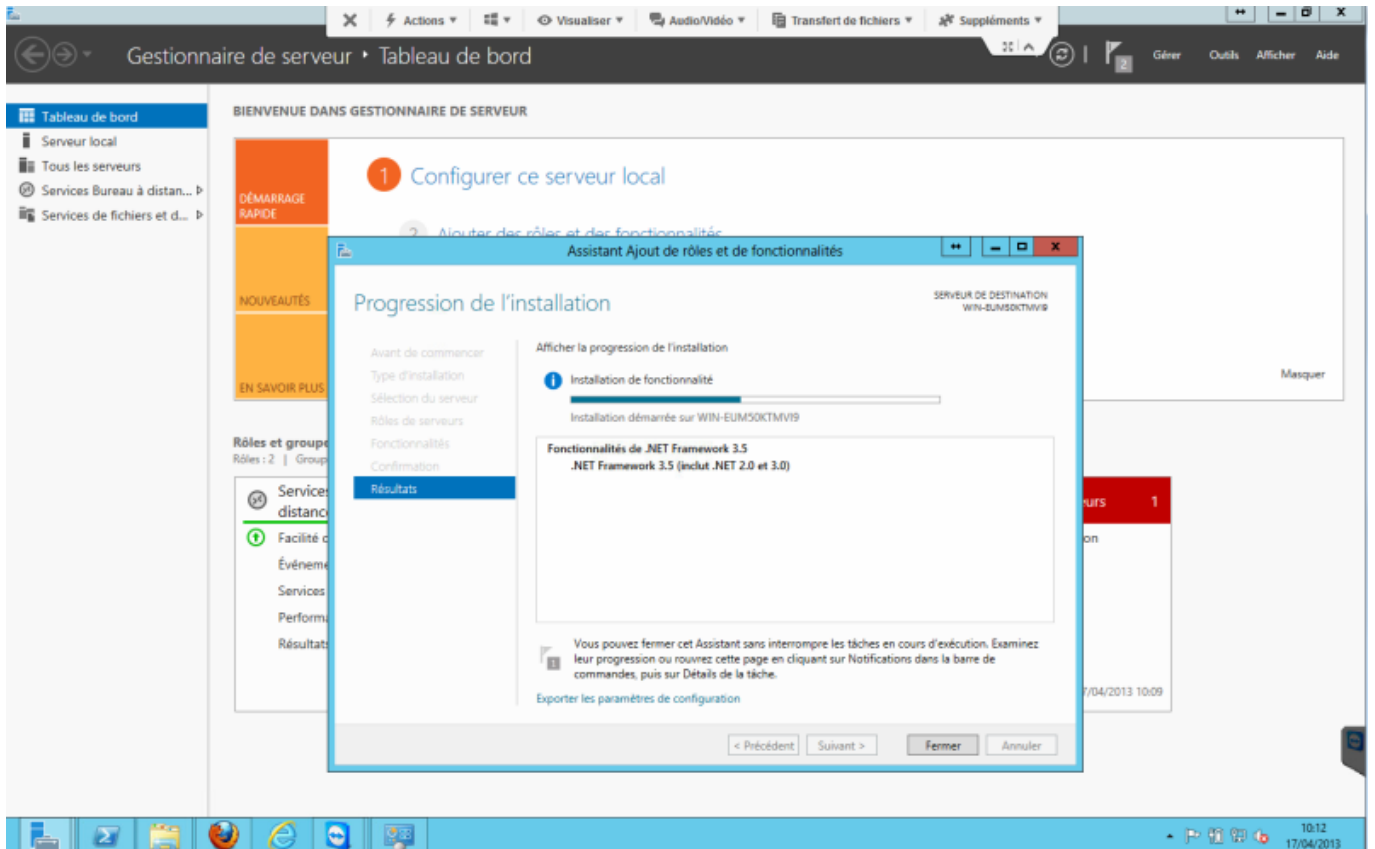 Actions
Visualiser
Audio/Vidéo
Transfert de fichiers
Suppléments
Gestionnaire de serveur
Tableau de bord
2
Gérer
Outils
Afficher
Aide
Tableau de bord
Serveur local
Tous les serveurs
Services Bureau à distan...
Services de fichiers et d...
BIENVENUE DANS GESTIONNAIRE DE SERVEUR
DÉMARRAGE
RAPIDE
NOUVEAUTÉS
EN SAVOIR PLUS
1 Configurer ce serveur local
2 Ajouter des rôles et des fonctionnalités
Masquer
Rôles et groupe
Rôles : 2 | Group
Services
distanc
Facilité
Événeme
Services
Perform
Résultats
urs 1
on
/04/2013 10:09
Assistant Ajout de rôles et de fonctionnalités
Progression de l'installation
SERVEUR DE DESTINATION
WIN-EUM50KTMVI9
Avant de commencer
Type d'installation
Sélection du serveur
Rôles de serveurs
Fonctionnalités
Confirmation
Résultats
Afficher la progression de l'installation
Installation de fonctionnalité
Installation démarrée sur WIN-EUM50KTMVI9
Fonctionnalités de .NET Framework 3.5
.NET Framework 3.5 (inclut .NET 2.0 et 3.0)
1
Vous pouvez fermer cet Assistant sans interrompre les tâches en cours d'exécution. Examinez
leur progression ou rouvrez cette page en cliquant sur Notifications dans la barre de
commandes, puis sur Détails de la tâche.
Exporter les paramètres de configuration
< Précédent
Suivant >
Fermer
Annuler
10:12
17/04/2013